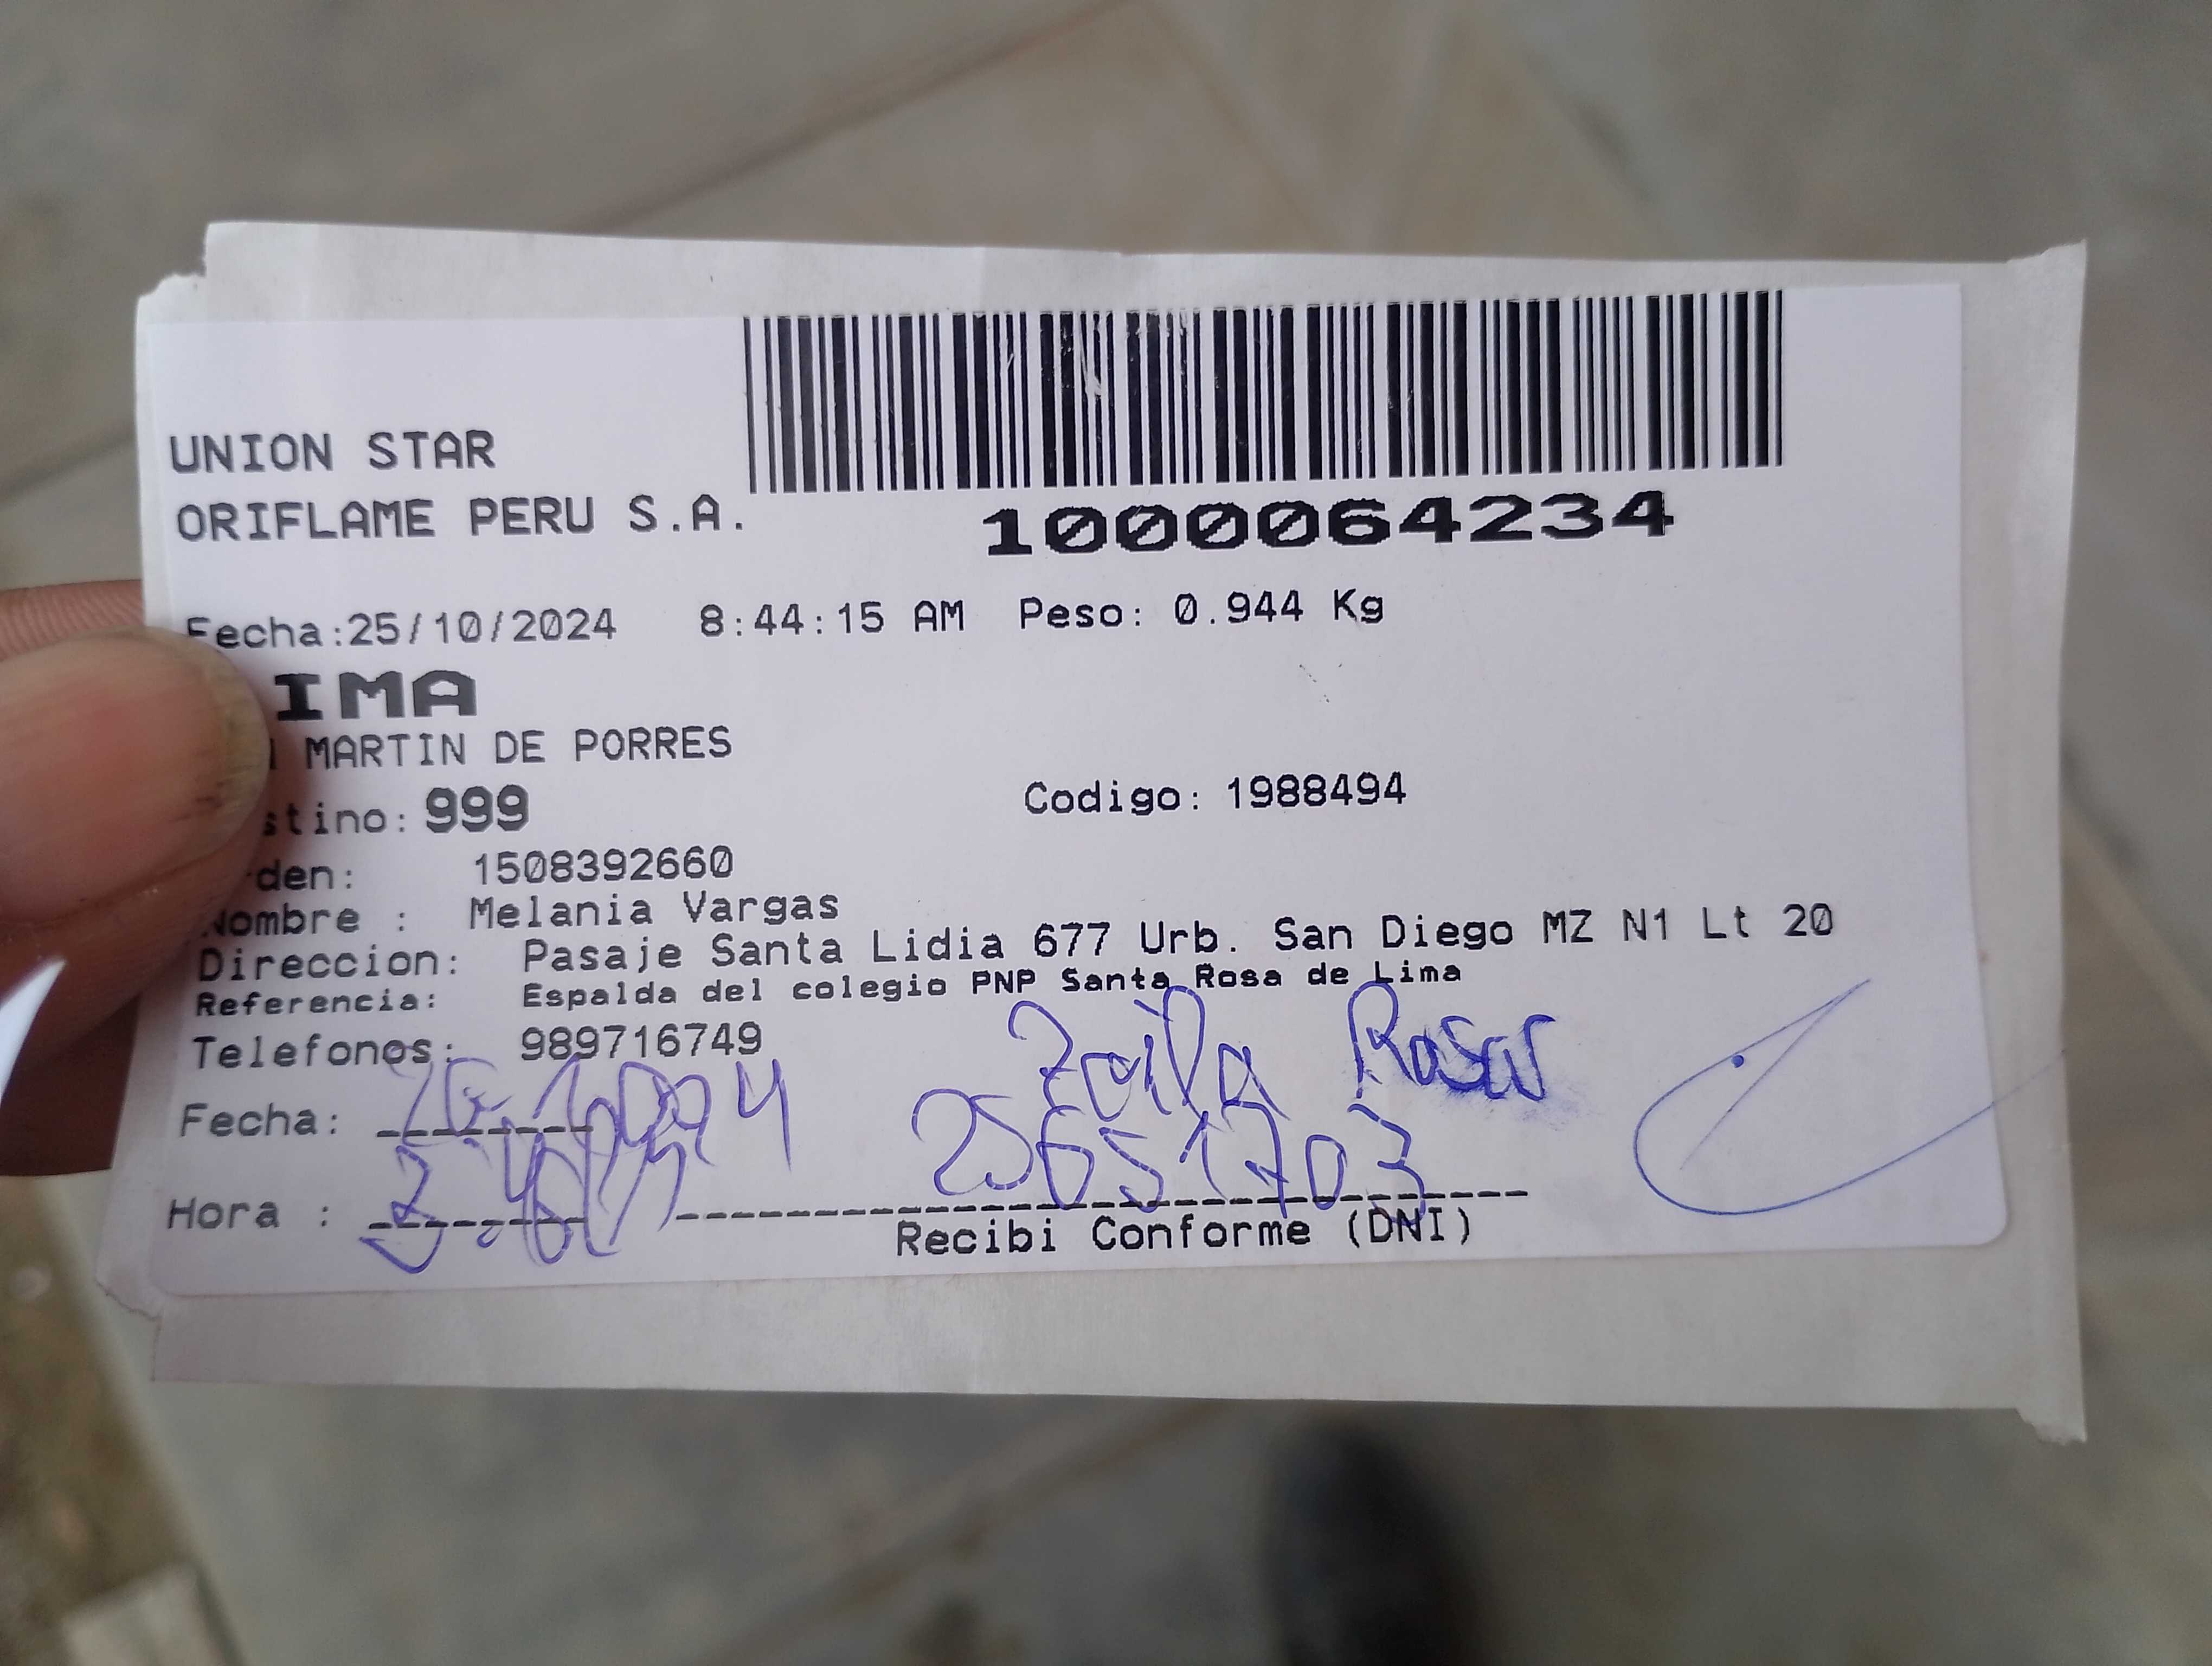 UNION STAR
ORIFLAME PERU S.A.
1000064234
Fecha:25/10/2024 8:44:15 AM Peso: 0.944 Kg
IMA
MARTIN DE PORRES
stino: 999 Codigo: 1988494
den: 1508392660
Nombre : Melania Vargas
Direccion: Pasaje Santa Lidia 677 Urb. San Diego MZ N1 Lt 20
Referencia: Espalda del colegio PNP Santa Rosa de Lima
Telefonos: 989716749
Zoila Rosas
Fecha:
25651703
Hora :
Recibi Conforme (DNI)